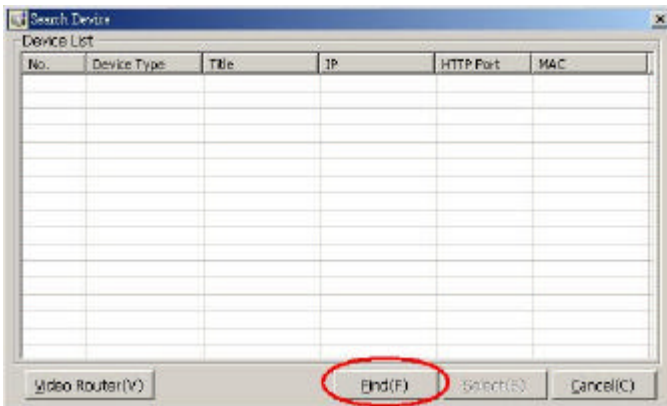 Search Device
Device List
No. Device Type Title IP HTTP Port MAC
Video Router(V) Find(F) Select(S) Cancel(C)